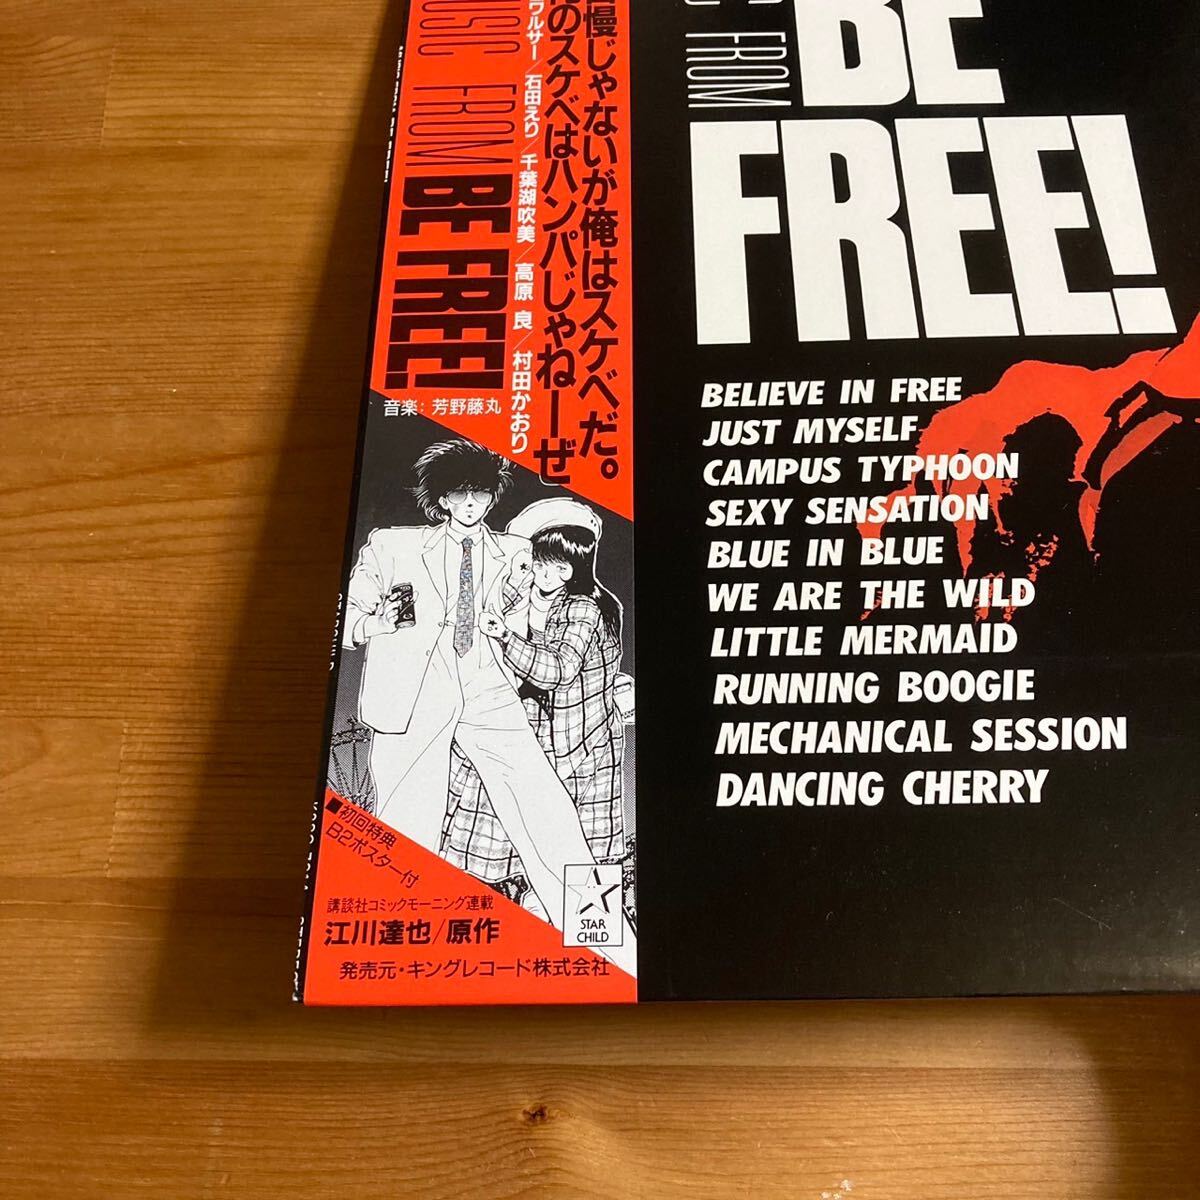 慢じゃないが俺はスケベだ。
のスケベはハンパじゃねーぜ
ワルサー/石田えり/千葉湖吹美/高原 良/村田かおり
MUSIC FROM BE FREE!
音楽:芳野藤丸
■初回特典
B2ポスター付
講談社コミックモーニング連載
江川達也/原作
発売元・キングレコード株式会社
STAR
CHILD
STARCHILD
FROM
BE
FREE!
BELIEVE IN FREE
JUST MYSELF
CAMPUS TYPHOON
SEXY SENSATION
BLUE IN BLUE
WE ARE THE WILD
LITTLE MERMAID
RUNNING BOOGIE
MECHANICAL SESSION
DANCING CHERRY